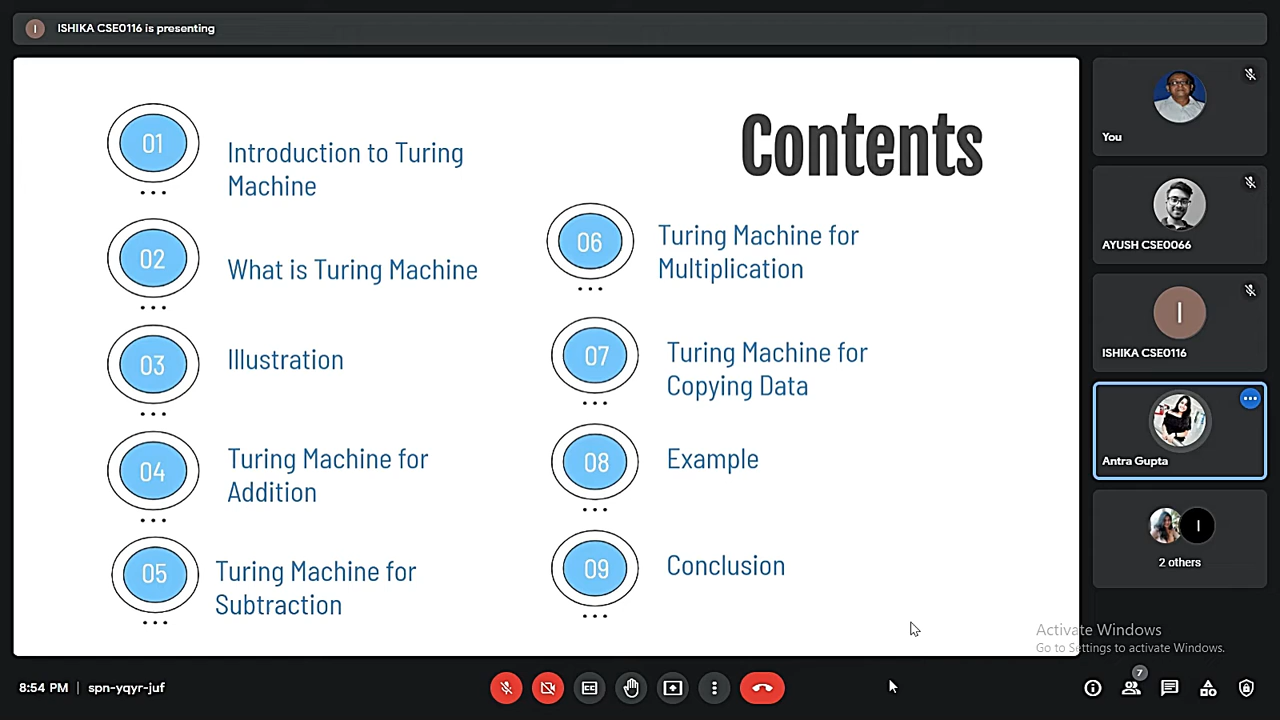 I
ISHIKA CSE0116 is presenting
Contents
01
Introduction to Turing
Machine
02
What is Turing Machine
03
Illustration
04
Turing Machine for
Addition
05
Turing Machine for
Subtraction
06
Turing Machine for
Multiplication
07
Turing Machine for
Copying Data
08
Example
09
Conclusion
You
AYUSH CSE0066
I
ISHIKA CSE0116
Antra Gupta
I
2 others
Activate Windows
Go to Settings to activate Windows.
8:54 PM | spn-yqyr-juf
CC
7